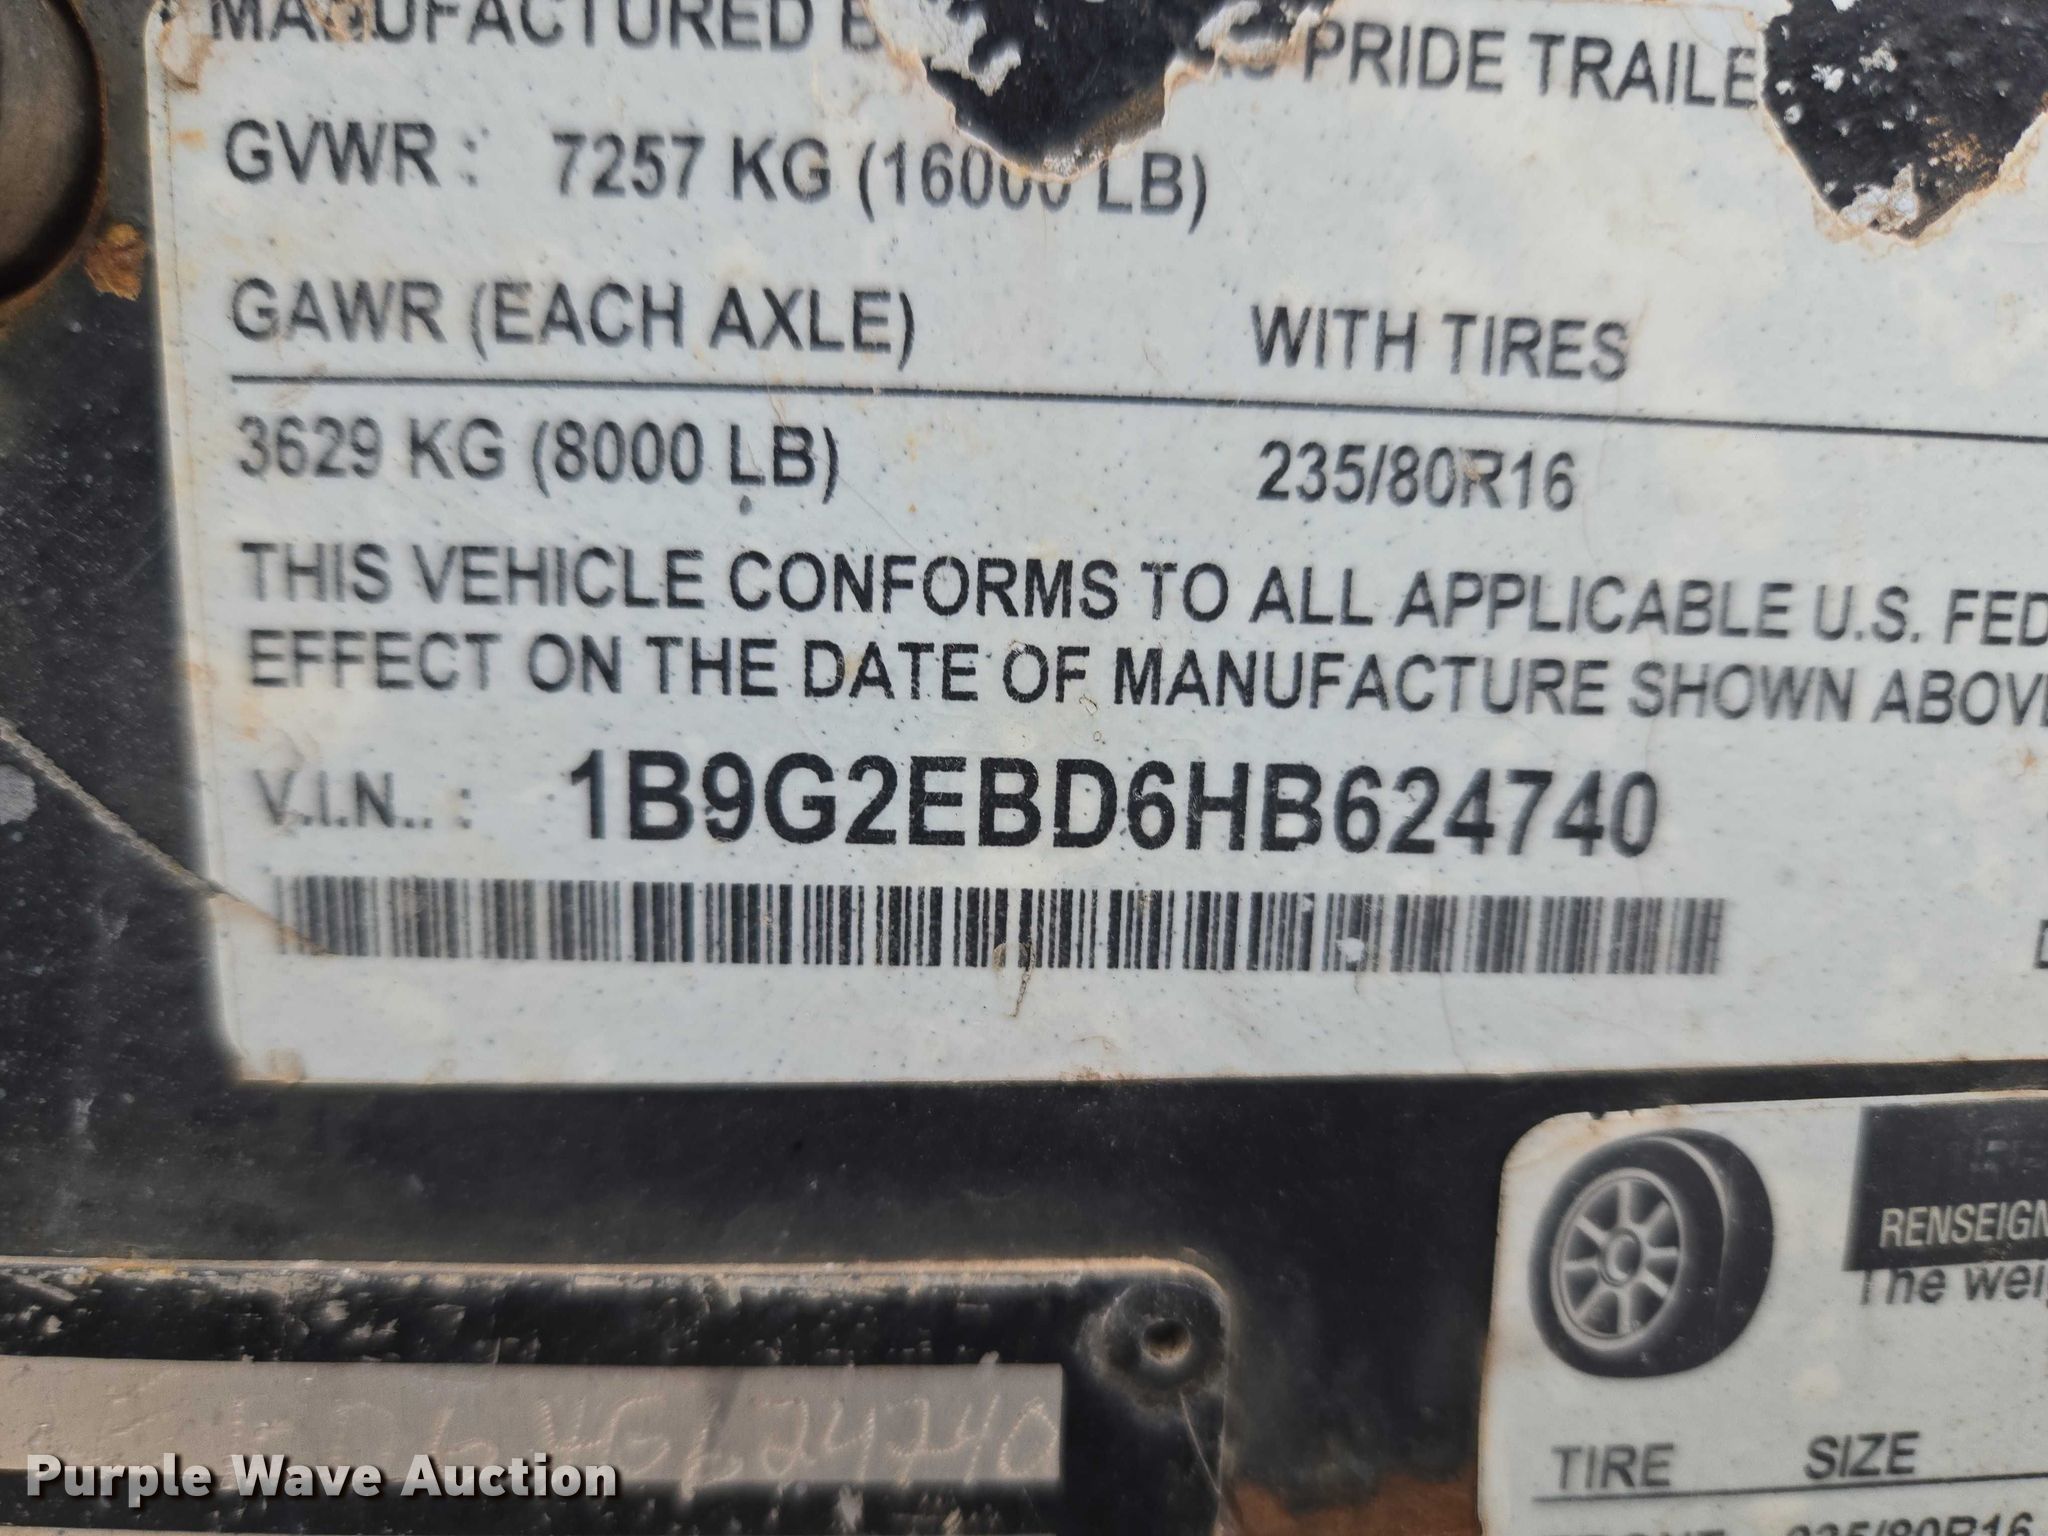 MANUFACTURED PRIDE TRAILE
GVWR: 7257 KG (16000 LB)
GAWR (EACH AXLE) WITH TIRES
3629 KG (8000 LB) 235/80R16
THIS VEHICLE CONFORMS TO ALL APPLICABLE U.S. FED
EFFECT ON THE DATE OF MANUFACTURE SHOWN ABOVE
V.I.N..: 1B9G2EBD6HB624740
RENSEIGN
The wei
TIRE SIZE
235/80R16
Purple Wave Auction